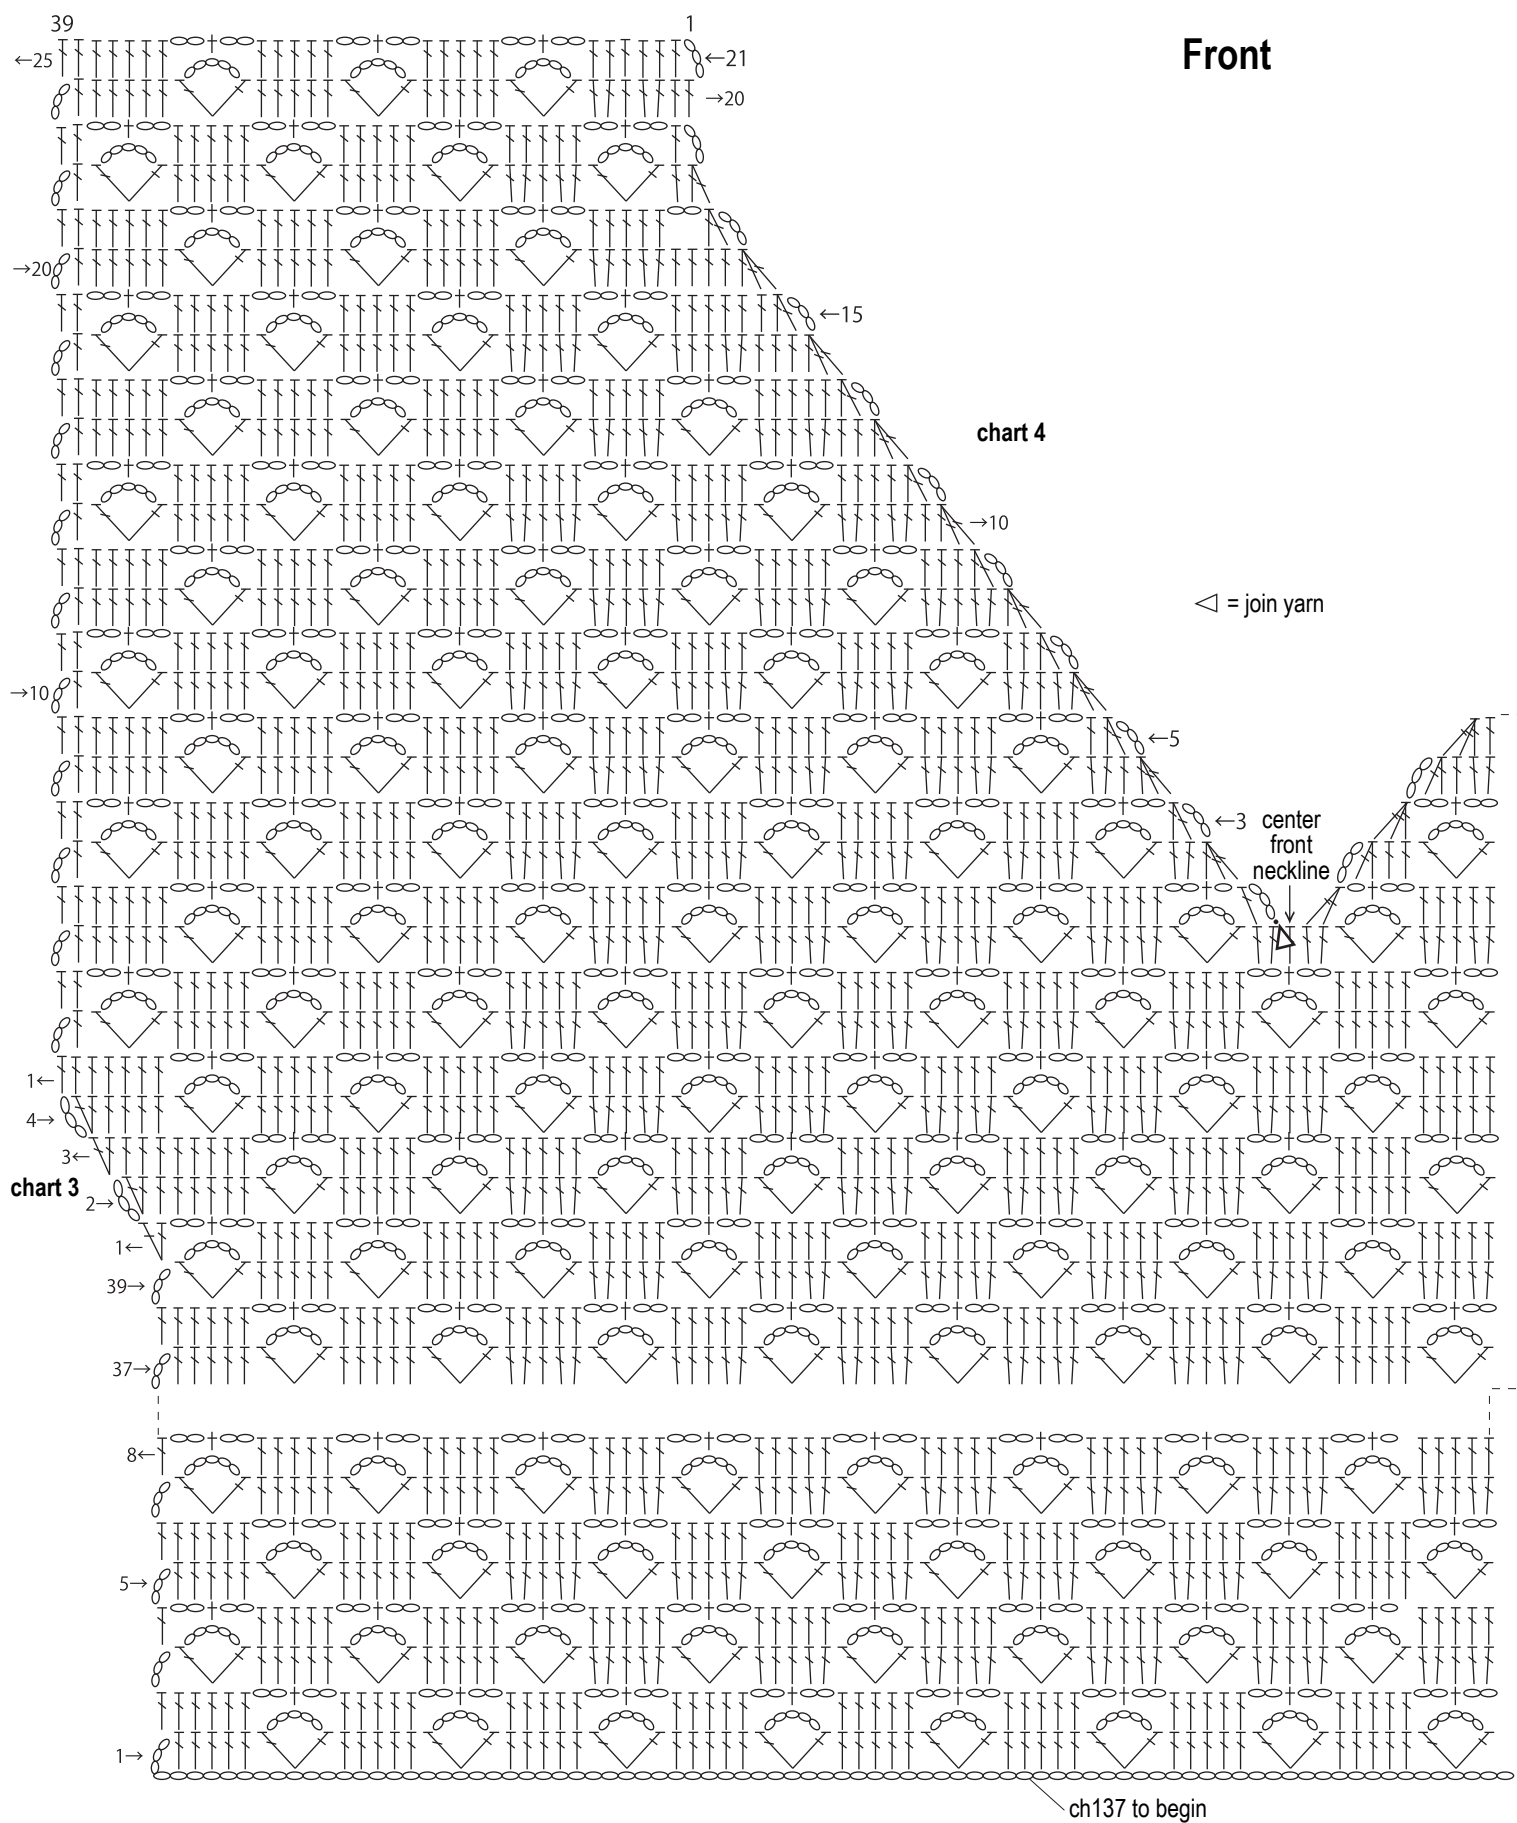 39
1
Front
←25
←21
→20
→20
←15
chart 4
→10
◁ = join yarn
→10
←5
←3
center
front
neckline
1←
4→
3←
chart 3
2→
1←
39→
37→
8←
5→
1→
ch137 to begin